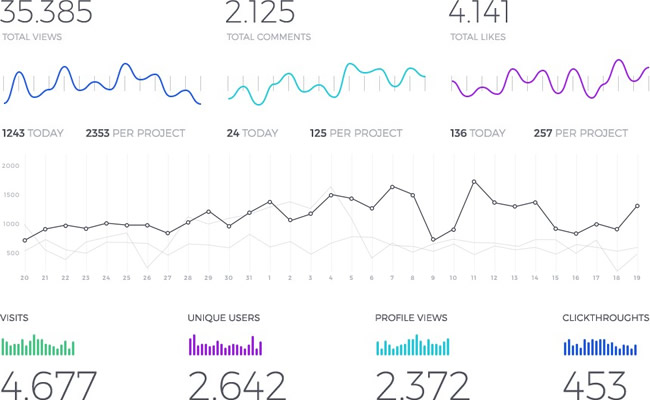 35.385 2.125 4.141
TOTAL VIEWS TOTAL COMMENTS TOTAL LIKES
1243 TODAY 2353 PER PROJECT 24 TODAY 125 PER PROJECT 136 TODAY 257 PER PROJECT
2000
1500
1000
500
20 21 22 23 24 25 26 27 28 29 30 31 1 2 3 4 5 6 7 8 9 10 11 12 13 14 15 16 17 18 19
VISITS UNIQUE USERS PROFILE VIEWS CLICKTHROUGHTS
4.677 2.642 2.372 453